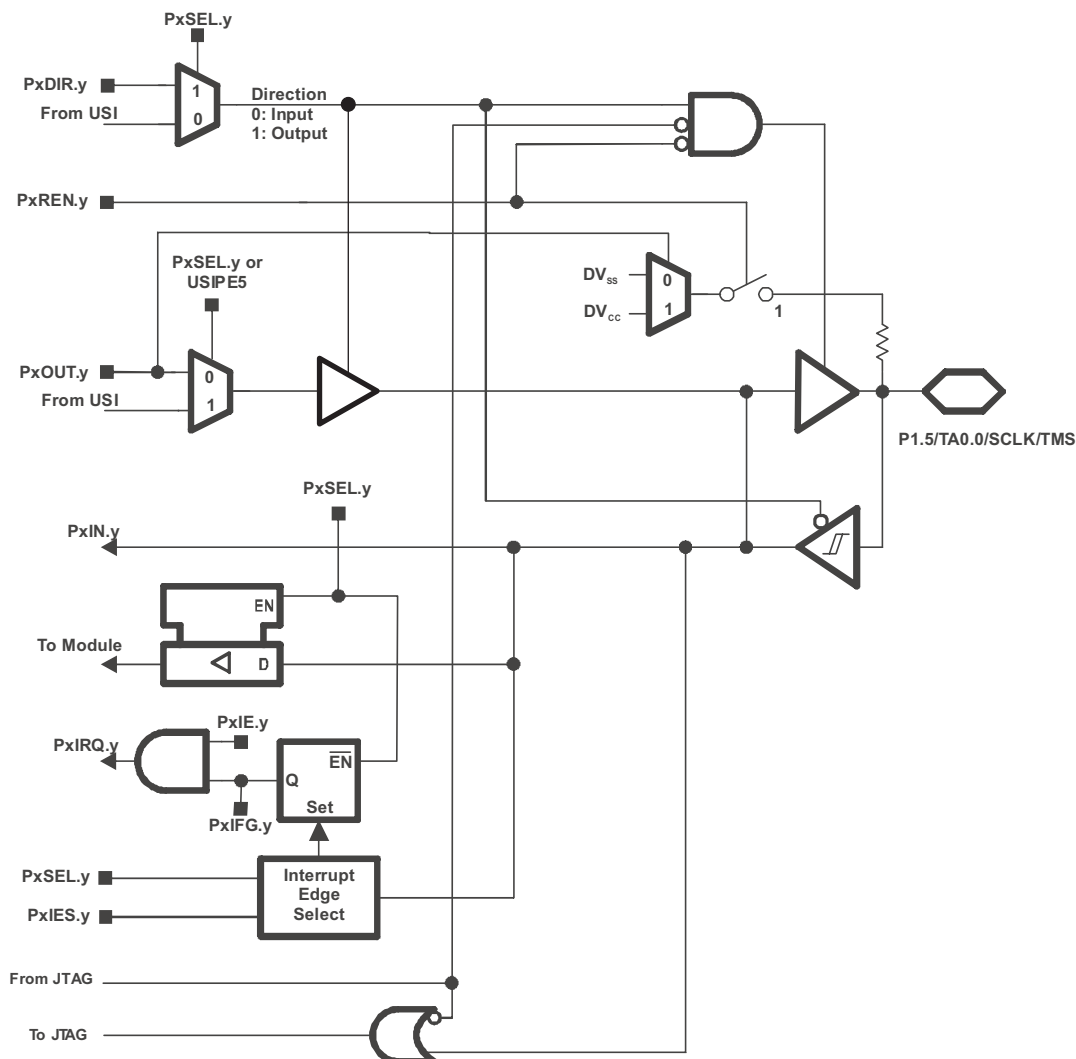 PxSEL.y
PxDIR.y
1
From USI
0
Direction
0: Input
1: Output
PxREN.y
PxSEL.y or
USIPE5
DVSS
0
DVCC
1
1
PxOUT.y
0
From USI
1
P1.5/TA0.0/SCLK/TMS
PxSEL.y
PxIN.y
EN
To Module
D
PxIE.y
PxIRQ.y
EN
Q
Set
PxIFG.y
PxSEL.y
Interrupt
Edge
Select
PxIES.y
From JTAG
To JTAG